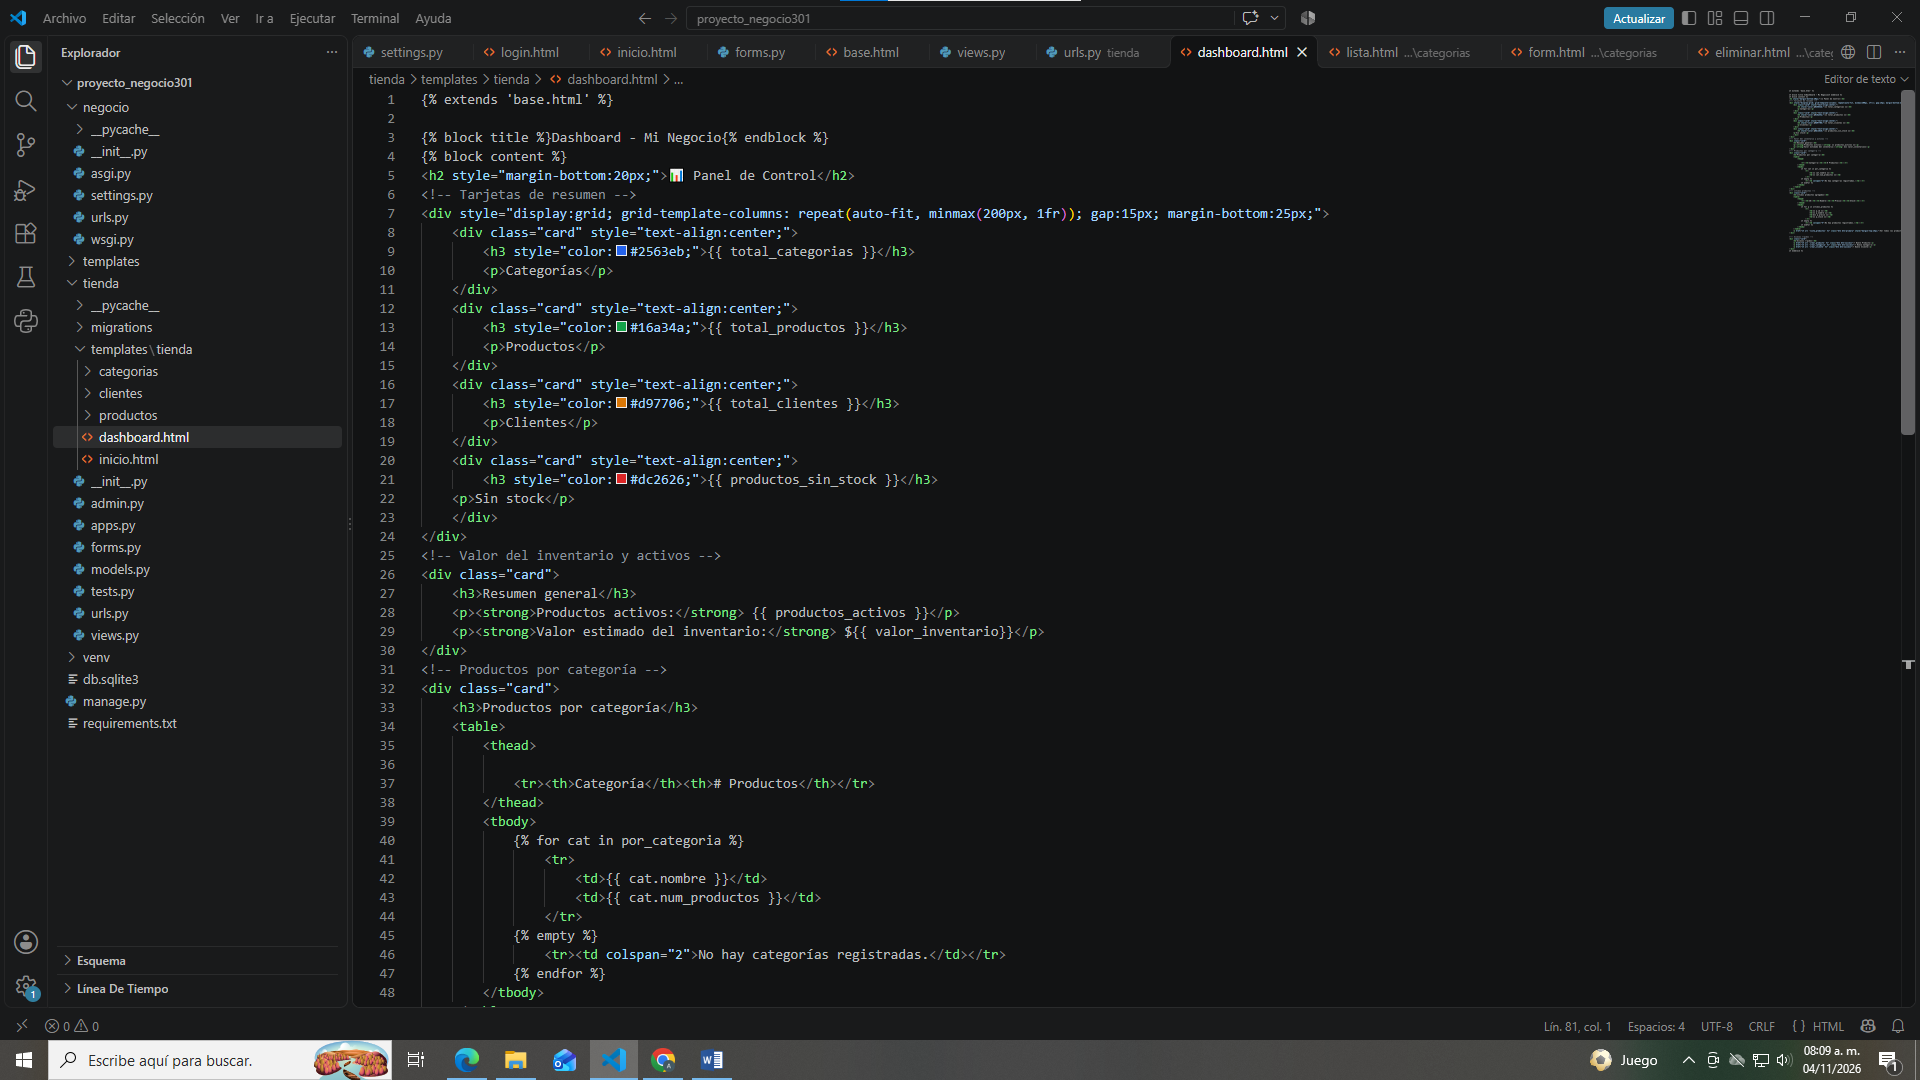 Archivo Editar Selección Ver Ir a Ejecutar Terminal Ayuda
proyecto_negocio301
Actualizar
Explorador
settings.py login.html inicio.html forms.py base.html views.py urls.py tienda dashboard.html lista.html ...\categorias form.html ...\categorias eliminar.html ...\cate
tienda > templates > tienda > dashboard.html > ...
Editor de texto
proyecto_negocio301
negocio
__pycache__
__init__.py
asgi.py
settings.py
urls.py
wsgi.py
templates
tienda
__pycache__
migrations
templates\tienda
categorias
clientes
productos
dashboard.html
inicio.html
__init__.py
admin.py
apps.py
forms.py
models.py
tests.py
urls.py
views.py
venv
db.sqlite3
manage.py
requirements.txt
Esquema
Línea De Tiempo
1 {% extends 'base.html' %}
2
3 {% block title %}Dashboard - Mi Negocio{% endblock %}
4 {% block content %}
5 <h2 style="margin-bottom:20px;">📊 Panel de Control</h2>
6 <!-- Tarjetas de resumen -->
7 <div style="display:grid; grid-template-columns: repeat(auto-fit, minmax(200px, 1fr)); gap:15px; margin-bottom:25px;">
8 <div class="card" style="text-align:center;">
9 <h3 style="color:#2563eb;">{{ total_categorias }}</h3>
10 <p>Categorías</p>
11 </div>
12 <div class="card" style="text-align:center;">
13 <h3 style="color:#16a34a;">{{ total_productos }}</h3>
14 <p>Productos</p>
15 </div>
16 <div class="card" style="text-align:center;">
17 <h3 style="color:#d97706;">{{ total_clientes }}</h3>
18 <p>Clientes</p>
19 </div>
20 <div class="card" style="text-align:center;">
21 <h3 style="color:#dc2626;">{{ productos_sin_stock }}</h3>
22 <p>Sin stock</p>
23 </div>
24 </div>
25 <!-- Valor del inventario y activos -->
26 <div class="card">
27 <h3>Resumen general</h3>
28 <p><strong>Productos activos:</strong> {{ productos_activos }}</p>
29 <p><strong>Valor estimado del inventario:</strong> ${{ valor_inventario}}</p>
30 </div>
31 <!-- Productos por categoría -->
32 <div class="card">
33 <h3>Productos por categoría</h3>
34 <table>
35 <thead>
36
37 <tr><th>Categoría</th><th># Productos</th></tr>
38 </thead>
39 <tbody>
40 {% for cat in por_categoria %}
41 <tr>
42 <td>{{ cat.nombre }}</td>
43 <td>{{ cat.num_productos }}</td>
44 </tr>
45 {% empty %}
46 <tr><td colspan="2">No hay categorías registradas.</td></tr>
47 {% endfor %}
48 </tbody>
1
0 0
Lín. 81, col. 1 Espacios: 4 UTF-8 CRLF { } HTML
Escribe aquí para buscar.
Juego
08:09 a. m.
04/11/2026
1